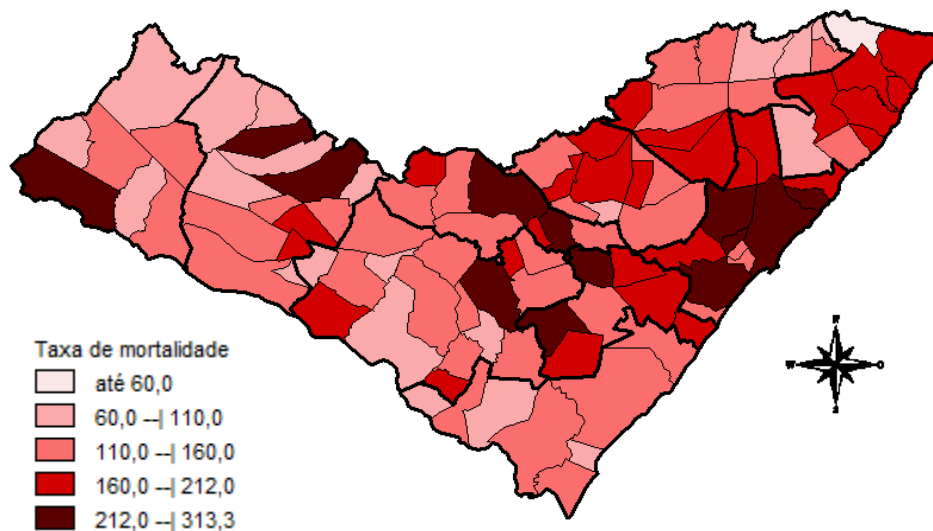 Taxa de mortalidade
até 60,0
60,0 --| 110,0
110,0 --| 160,0
160,0 --| 212,0
212,0 --| 313,3